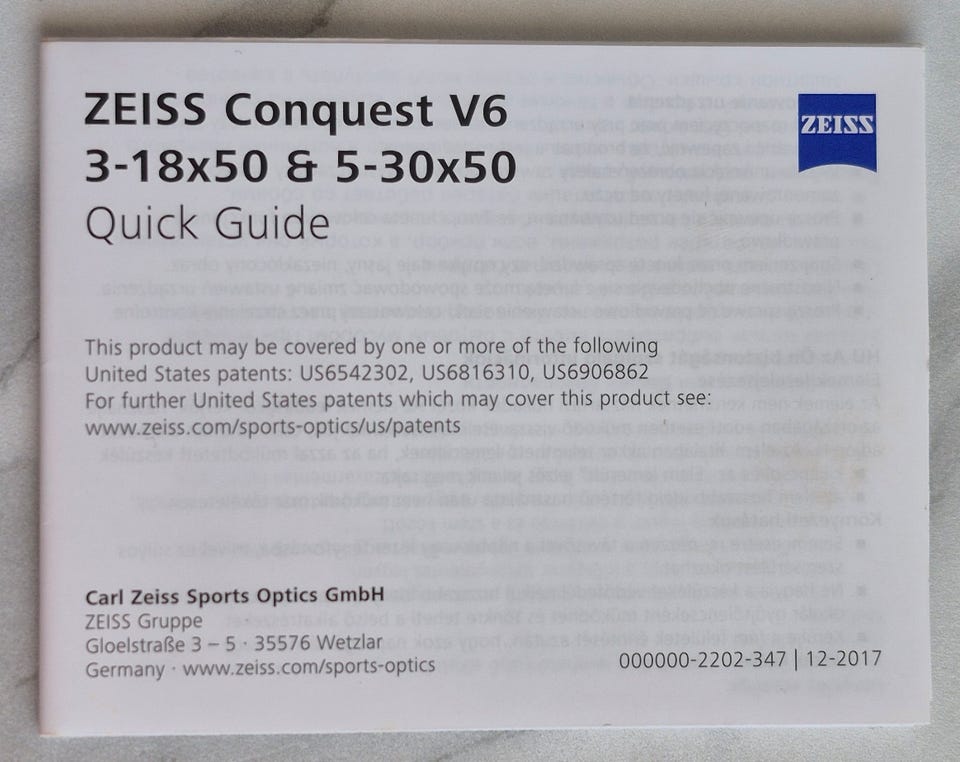 ZEISS Conquest V6
3-18x50 & 5-30x50
Quick Guide
ZEISS
This product may be covered by one or more of the following
United States patents: US6542302, US6816310, US6906862
For further United States patents which may cover this product see:
www.zeiss.com/sports-optics/us/patents
Carl Zeiss Sports Optics GmbH
ZEISS Gruppe
Gloelstraße 3 – 5 · 35576 Wetzlar
Germany · www.zeiss.com/sports-optics
000000-2202-347 | 12-2017